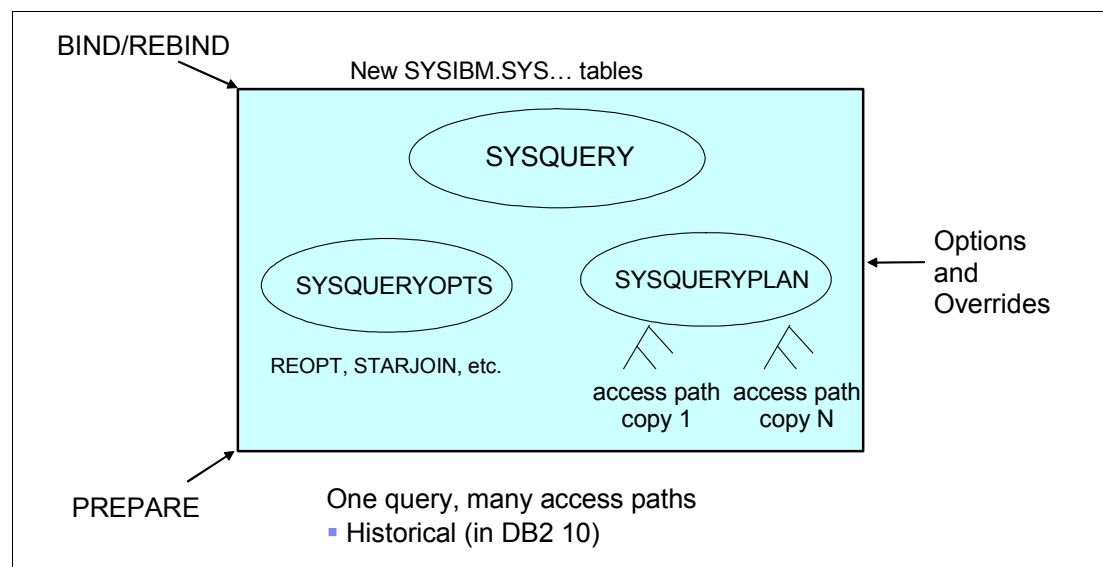 BIND/REBIND
New SYSIBM.SYS… tables
SYSQUERY
SYSQUERYOPTS
SYSQUERYPLAN
Options
and
Overrides
REOPT, STARJOIN, etc.
access path
copy 1
access path
copy N
PREPARE
One query, many access paths
▪ Historical (in DB2 10)